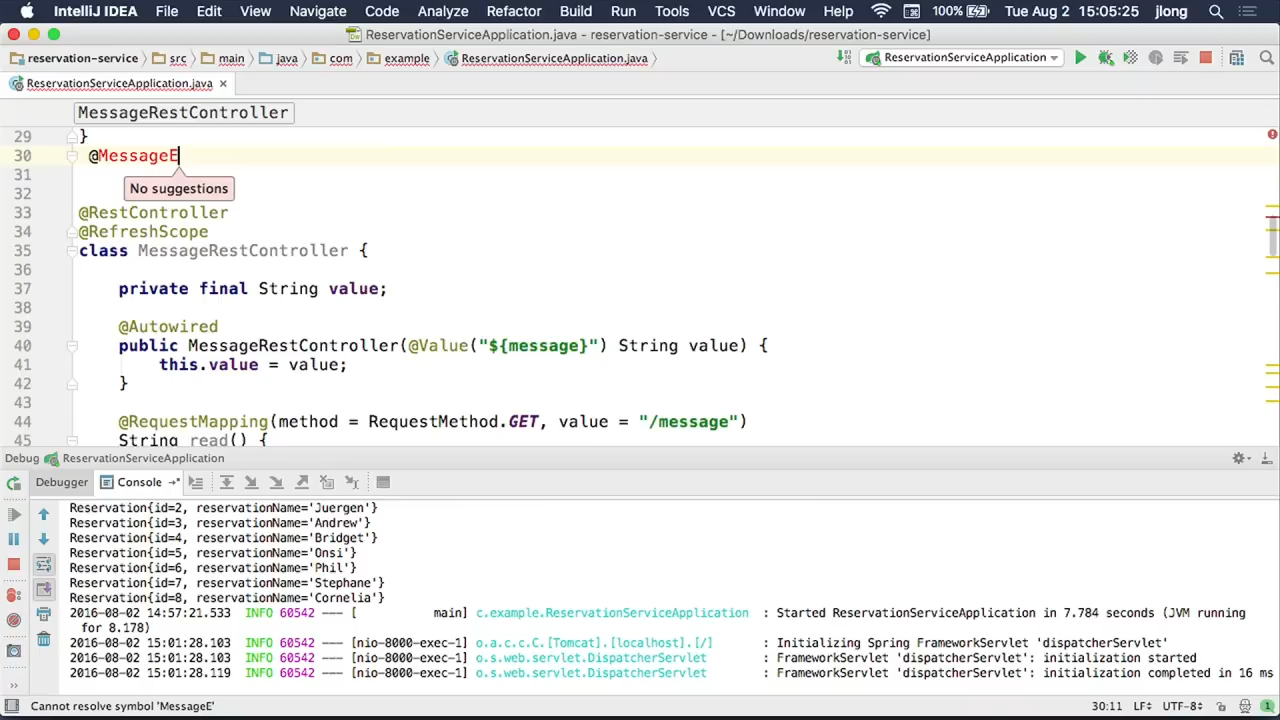 IntelliJ IDEA File Edit View Navigate Code Analyze Refactor Build Run Tools VCS Window Help 100% Tue Aug 2 15:05:25 jlong
ReservationServiceApplication.java - reservation-service - [~/Downloads/reservation-service]
reservation-service src main java com example ReservationServiceApplication.java ReservationServiceApplication
ReservationServiceApplication.java
MessageRestController
29 }
30 @MessageE
31
No suggestions
32
33 @RestController
34 @RefreshScope
35 class MessageRestController {
36
37 private final String value;
38
39 @Autowired
40 public MessageRestController(@Value("${message}") String value) {
41 this.value = value;
42 }
43
44 @RequestMapping(method = RequestMethod.GET, value = "/message")
45 String read() {
Debug ReservationServiceApplication
Debugger Console
Reservation{id=2, reservationName='Juergen'}
Reservation{id=3, reservationName='Andrew'}
Reservation{id=4, reservationName='Bridget'}
Reservation{id=5, reservationName='Onsi'}
Reservation{id=6, reservationName='Phil'}
Reservation{id=7, reservationName='Stephane'}
Reservation{id=8, reservationName='Cornelia'}
2016-08-02 14:57:21.533 INFO 60542 --- [ main] c.example.ReservationServiceApplication : Started ReservationServiceApplication in 7.784 seconds (JVM running
for 8.178)
2016-08-02 15:01:28.103 INFO 60542 --- [nio-8000-exec-1] o.a.c.c.C.[Tomcat].[localhost].[/] : Initializing Spring FrameworkServlet 'dispatcherServlet'
2016-08-02 15:01:28.103 INFO 60542 --- [nio-8000-exec-1] o.s.web.servlet.DispatcherServlet : FrameworkServlet 'dispatcherServlet': initialization started
2016-08-02 15:01:28.119 INFO 60542 --- [nio-8000-exec-1] o.s.web.servlet.DispatcherServlet : FrameworkServlet 'dispatcherServlet': initialization completed in 16 ms
Cannot resolve symbol 'MessageE' 30:11 LF UTF-8 1